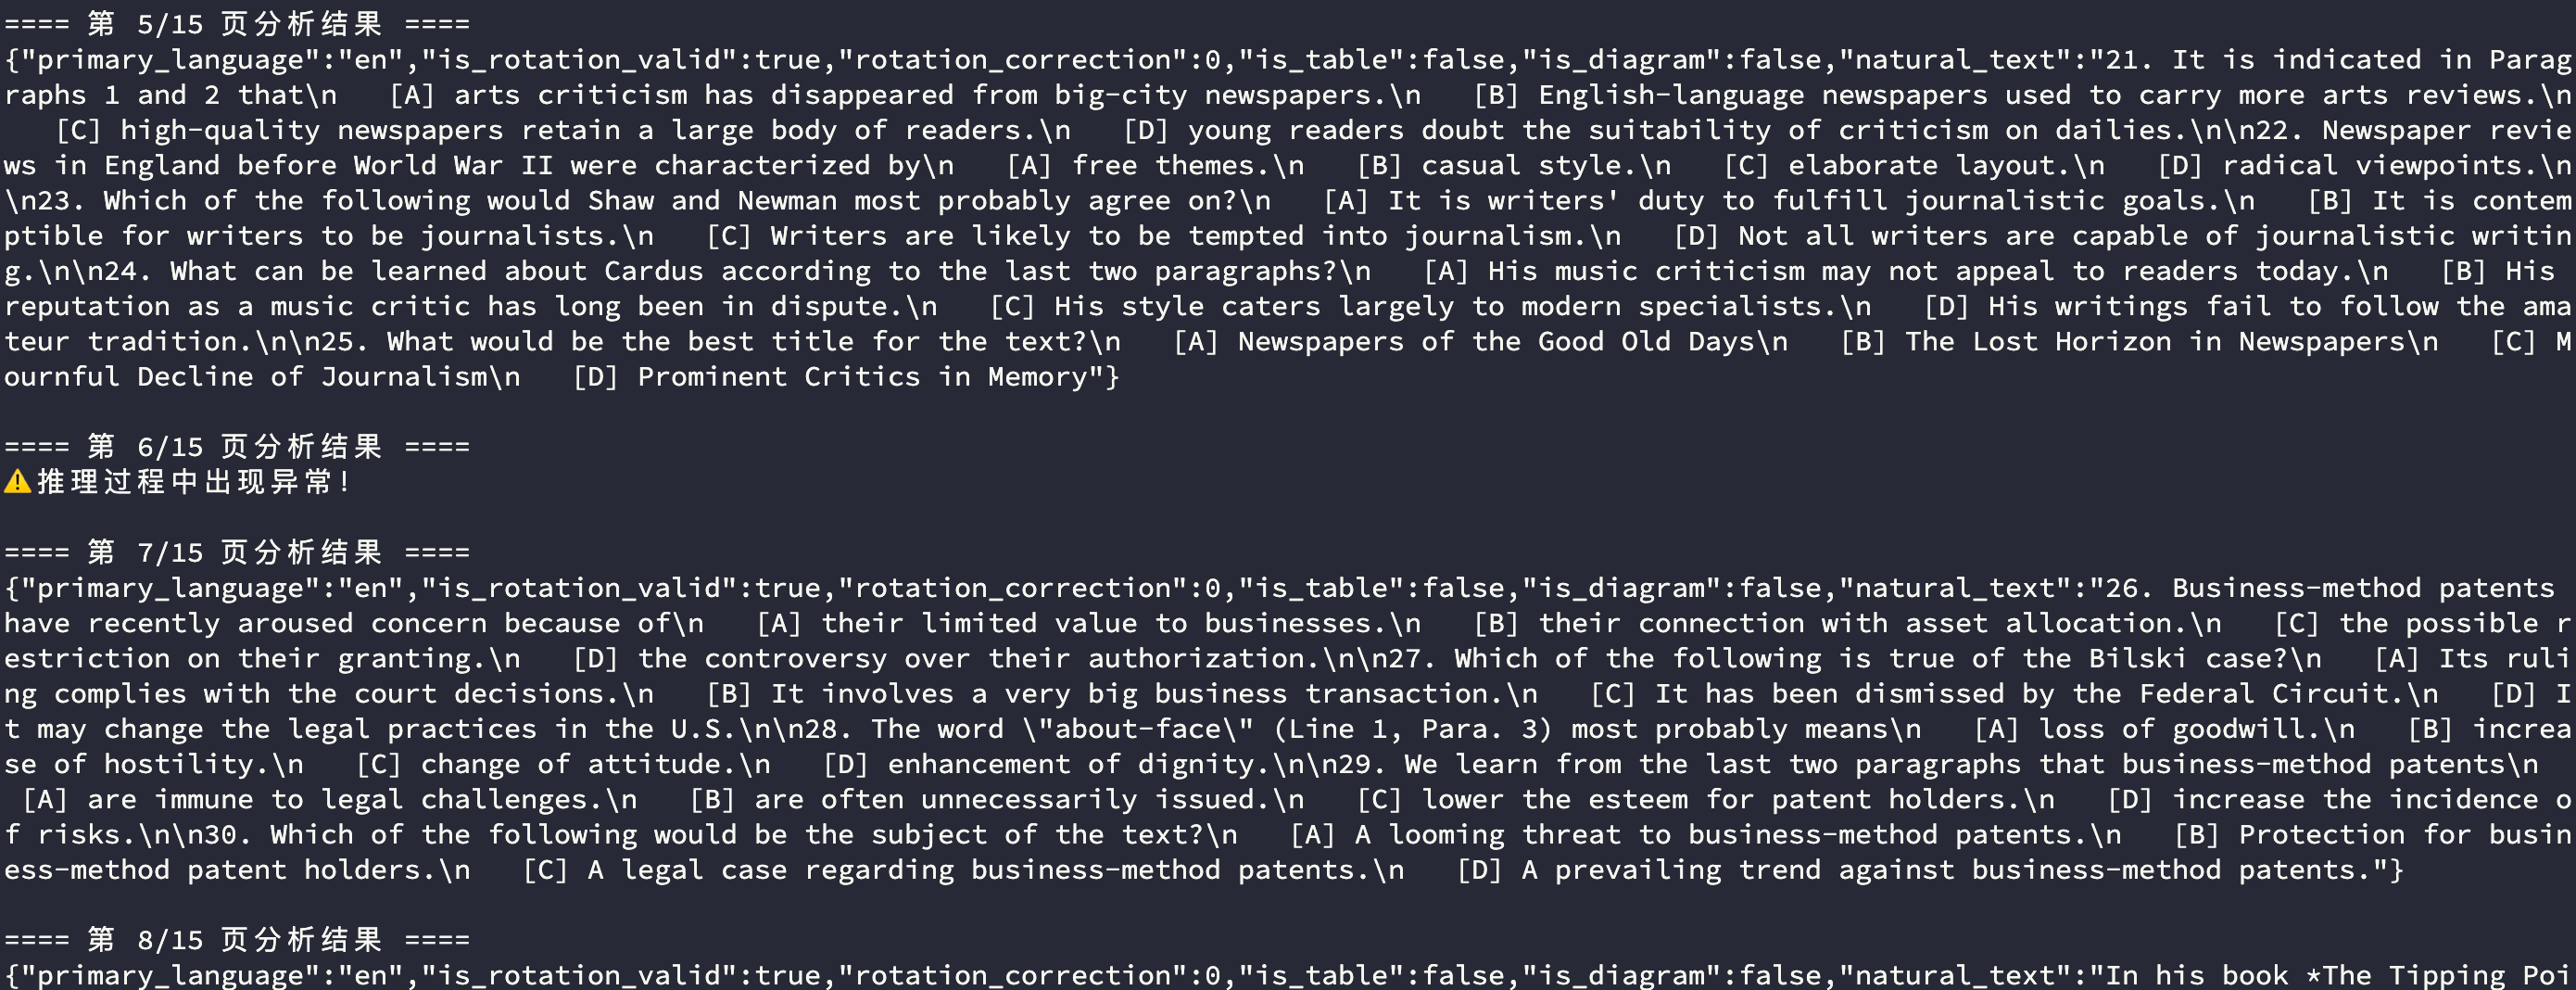 ==== 第 5/15 页分析结果 ====
{"primary_language":"en","is_rotation_valid":true,"rotation_correction":0,"is_table":false,"is_diagram":false,"natural_text":"21. It is indicated in Parag
raphs 1 and 2 that\n   [A] arts criticism has disappeared from big-city newspapers.\n   [B] English-language newspapers used to carry more arts reviews.\n
   [C] high-quality newspapers retain a large body of readers.\n   [D] young readers doubt the suitability of criticism on dailies.\n\n22. Newspaper revie
ws in England before World War II were characterized by\n   [A] free themes.\n   [B] casual style.\n   [C] elaborate layout.\n   [D] radical viewpoints.\n
\n23. Which of the following would Shaw and Newman most probably agree on?\n   [A] It is writers' duty to fulfill journalistic goals.\n   [B] It is contem
ptible for writers to be journalists.\n   [C] Writers are likely to be tempted into journalism.\n   [D] Not all writers are capable of journalistic writin
g.\n\n24. What can be learned about Cardus according to the last two paragraphs?\n   [A] His music criticism may not appeal to readers today.\n   [B] His
reputation as a music critic has long been in dispute.\n   [C] His style caters largely to modern specialists.\n   [D] His writings fail to follow the ama
teur tradition.\n\n25. What would be the best title for the text?\n   [A] Newspapers of the Good Old Days\n   [B] The Lost Horizon in Newspapers\n   [C] M
ournful Decline of Journalism\n   [D] Prominent Critics in Memory"}
==== 第 6/15 页分析结果 ====
⚠️推理过程中出现异常!
==== 第 7/15 页分析结果 ====
{"primary_language":"en","is_rotation_valid":true,"rotation_correction":0,"is_table":false,"is_diagram":false,"natural_text":"26. Business-method patents
have recently aroused concern because of\n   [A] their limited value to businesses.\n   [B] their connection with asset allocation.\n   [C] the possible r
estriction on their granting.\n   [D] the controversy over their authorization.\n\n27. Which of the following is true of the Bilski case?\n   [A] Its ruli
ng complies with the court decisions.\n   [B] It involves a very big business transaction.\n   [C] It has been dismissed by the Federal Circuit.\n   [D] I
t may change the legal practices in the U.S.\n\n28. The word \"about-face\" (Line 1, Para. 3) most probably means\n   [A] loss of goodwill.\n   [B] increa
se of hostility.\n   [C] change of attitude.\n   [D] enhancement of dignity.\n\n29. We learn from the last two paragraphs that business-method patents\n
 [A] are immune to legal challenges.\n   [B] are often unnecessarily issued.\n   [C] lower the esteem for patent holders.\n   [D] increase the incidence o
f risks.\n\n30. Which of the following would be the subject of the text?\n   [A] A looming threat to business-method patents.\n   [B] Protection for busin
ess-method patent holders.\n   [C] A legal case regarding business-method patents.\n   [D] A prevailing trend against business-method patents."}
==== 第 8/15 页分析结果 ====
{"primary_language":"en","is_rotation_valid":true,"rotation_correction":0,"is_table":false,"is_diagram":false,"natural_text":"In his book *The Tipping Poi